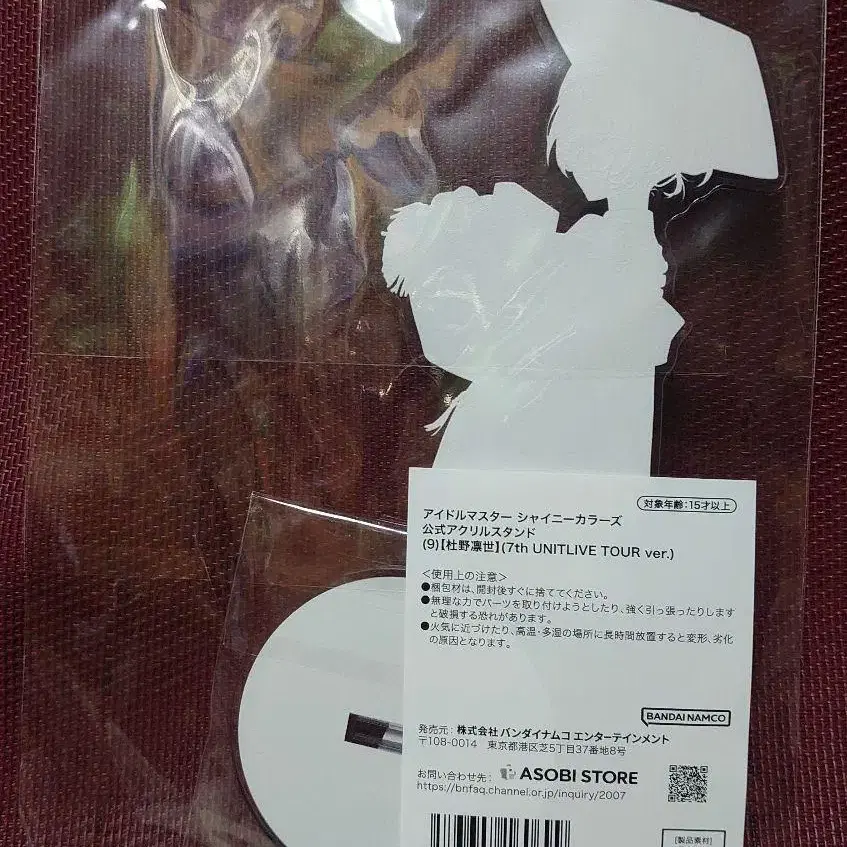 対象年齢:15才以上
アイドルマスター シャイニーカラーズ
公式アクリルスタンド
(9)【杜野凛世】(7th UNITLIVE TOUR ver.)
＜使用上の注意＞
●梱包材は、開封後すぐに捨ててください。
●無理な力でパーツを取り付けようとしたり、強く引っ張ったりします
と破損する恐れがあります。
●火気に近づけたり、高温・多湿の場所に長時間放置すると変形、劣化
の原因となります。
BANDAI NAMCO
発売元:株式会社バンダイナムコ エンターテインメント
〒108-0014 東京都港区芝5丁目37番地8号
お問い合わせ先: ASOBI STORE
https://bnfaq.channel.or.jp/inquiry/2007
[製品素材]